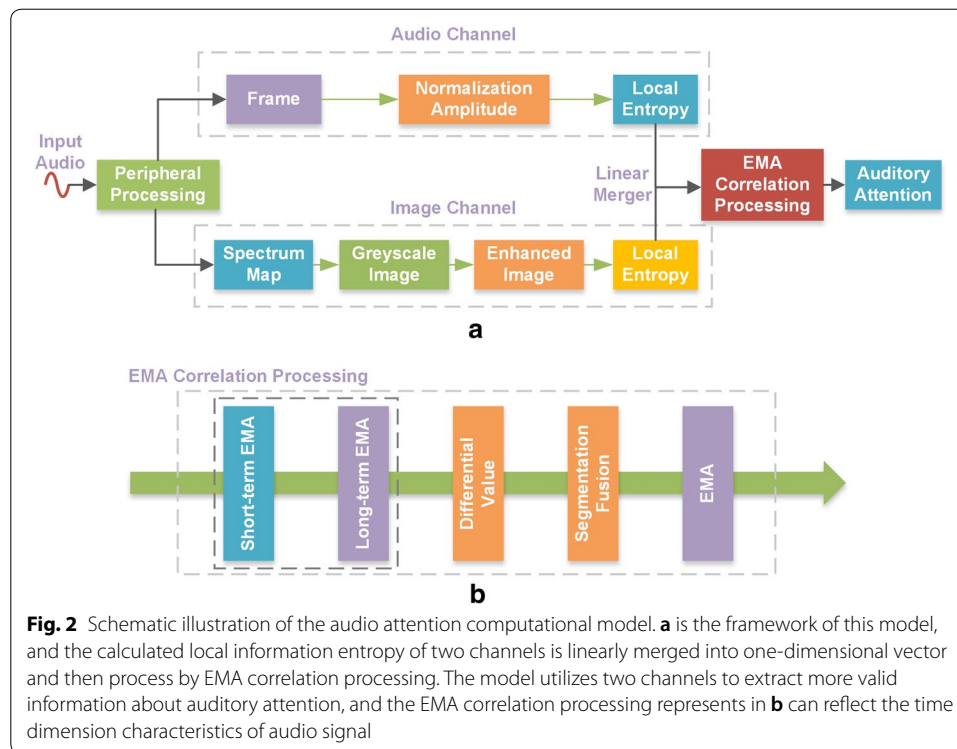 Audio Channel
Frame
Normalization
Amplitude
Local
Entropy
Input
Audio
Peripheral
Processing
Linear
Merger
EMA
Correlation
Processing
Auditory
Attention
Image Channel
Spectrum
Map
Greyscale
Image
Enhanced
Image
Local
Entropy
a
EMA Correlation Processing
Short-term EMA
Long-term EMA
Differential
Value
Segmentation
Fusion
EMA
b
Fig. 2 Schematic illustration of the audio attention computational model. a is the framework of this model,
and the calculated local information entropy of two channels is linearly merged into one-dimensional vector
and then process by EMA correlation processing. The model utilizes two channels to extract more valid
information about auditory attention, and the EMA correlation processing represents in b can reflect the time
dimension characteristics of audio signal